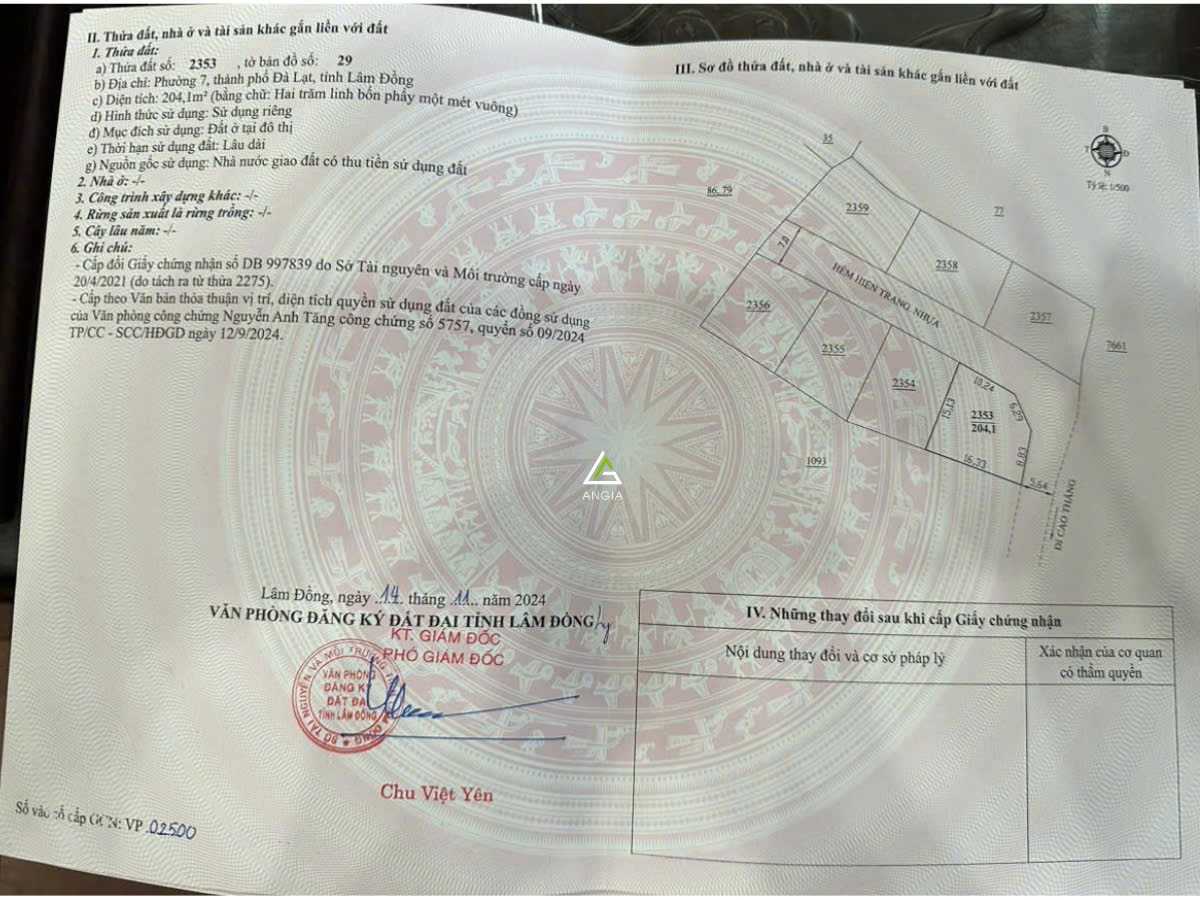 II. Thửa đất, nhà ở và tài sản khác gắn liền với đất
1. Thửa đất:
a) Thửa đất số: 2353 , tờ bản đồ số: 29
b) Địa chỉ: Phường 7, thành phố Đà Lạt, tỉnh Lâm Đồng
c) Diện tích: 204,1m² (bằng chữ: Hai trăm linh bốn phẩy một mét vuông)
d) Hình thức sử dụng: Sử dụng riêng
đ) Mục đích sử dụng: Đất ở tại đô thị
e) Thời hạn sử dụng đất: Lâu dài
g) Nguồn gốc sử dụng: Nhà nước giao đất có thu tiền sử dụng đất
2. Nhà ở: -/-
3. Công trình xây dựng khác: -/-
4. Rừng sản xuất là rừng trồng: -/-
5. Cây lâu năm: -/-
6. Ghi chú:
- Cấp đổi Giấy chứng nhận số DB 997839 do Sở Tài nguyên và Môi trường cấp ngày
20/4/2021 (do tách ra từ thửa 2275).
- Cấp theo Văn bản thỏa thuận vị trí, diện tích quyền sử dụng đất của các đồng sử dụng
của Văn phòng công chứng Nguyễn Anh Tăng công chứng số 5757, quyển số 09/2024
TP/CC - SCC/HĐGD ngày 12/9/2024.
Lâm Đồng, ngày 14 tháng 11 năm 2024
VĂN PHÒNG ĐĂNG KÝ ĐẤT ĐAI TỈNH LÂM ĐỒNG
KT. GIÁM ĐỐC
PHÓ GIÁM ĐỐC
VĂN PHÒNG
ĐĂNG KÝ
ĐẤT ĐAI
TỈNH LÂM ĐỒNG
Chu Việt Yên
Số vào sổ cấp GCN: VP 02500
III. Sơ đồ thửa đất, nhà ở và tài sản khác gắn liền với đất
B
T
Đ
N
Tỷ lệ: 1/500
35
86, 79
2359
77
7.0
2358
HẺM HIỆN TRẠNG NHỰA
2356
2357
2355
7661
2354
10.24
15.13
6.29
2353
204,1
8.83
1093
16.33
5.64
ĐI CAO THẮNG
ANGIA
IV. Những thay đổi sau khi cấp Giấy chứng nhận
Nội dung thay đổi và cơ sở pháp lý
Xác nhận của cơ quan
có thẩm quyền